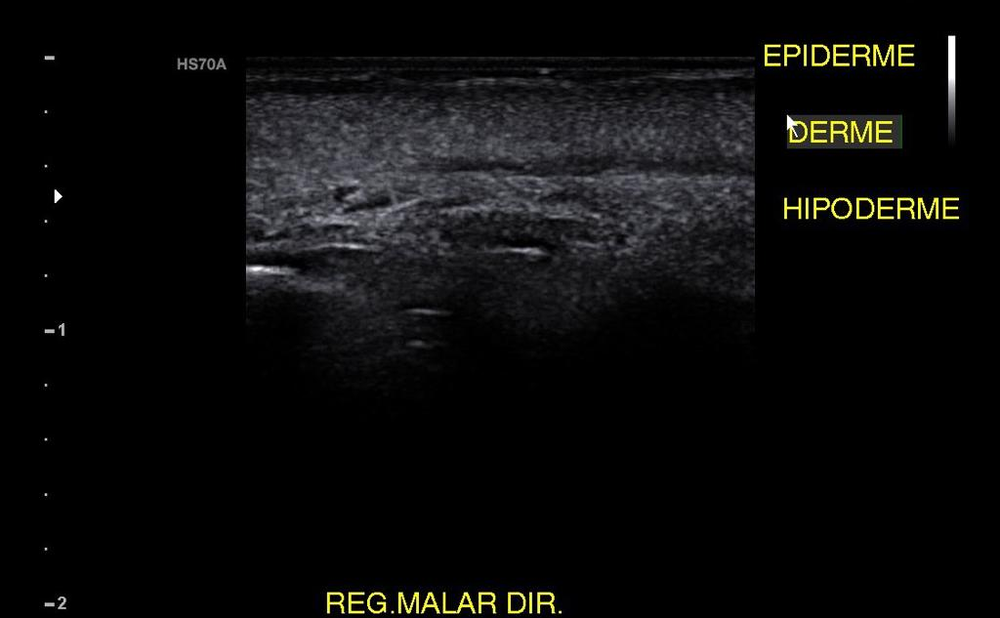 HS70A
EPIDERME
DERME
HIPODERME
1
2
REG.MALAR DIR.